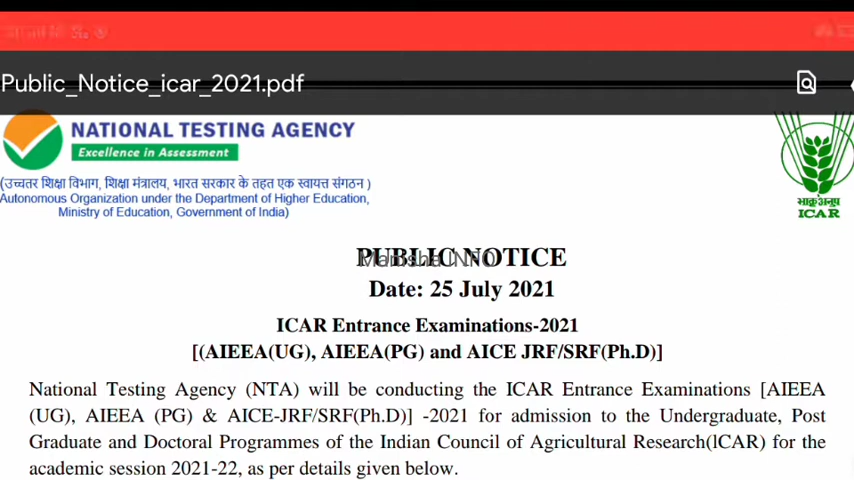 Public_Notice_icar_2021.pdf
NATIONAL TESTING AGENCY
Excellence in Assessment
(उच्चतर शिक्षा विभाग, शिक्षा मंत्रालय, भारत सरकार के तहत एक स्वायत्त संगठन )
Autonomous Organization under the Department of Higher Education,
Ministry of Education, Government of India)
भाकृअनुप
ICAR
PUBLIC NOTICE
Manisha INFO
Date: 25 July 2021
ICAR Entrance Examinations-2021
[(AIEEA(UG), AIEEA(PG) and AICE JRF/SRF(Ph.D)]
National Testing Agency (NTA) will be conducting the ICAR Entrance Examinations [AIEEA
(UG), AIEEA (PG) & AICE-JRF/SRF(Ph.D)] -2021 for admission to the Undergraduate, Post
Graduate and Doctoral Programmes of the Indian Council of Agricultural Research(lCAR) for the
academic session 2021-22, as per details given below.